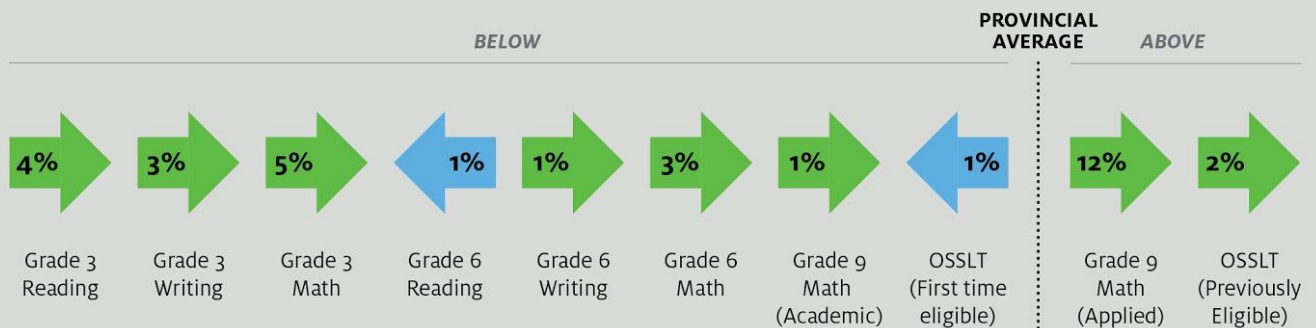 PROVINCIAL
BELOW AVERAGE ABOVE
4% 3% 5% 1% 1% 3% 1% 1% 12% 2%
Grade 3 Grade 3 Grade 3 Grade 6 Grade 6 Grade 6 Grade 9 OSSLT Grade 9 OSSLT
Reading Writing Math Reading Writing Math Math (First time Math (Previously
(Academic) eligible) (Applied) Eligible)